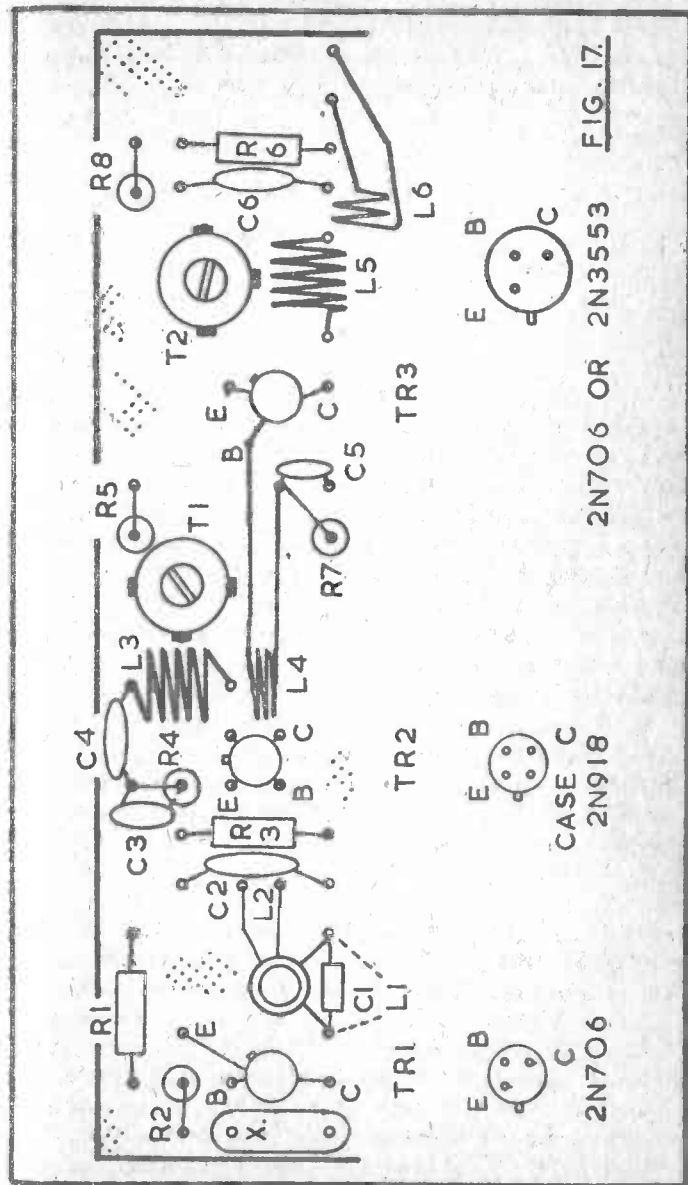 R1
C3
C4
L3
R5
R8
R2
R4
T1
T2
R6
C6
X
B
E
C
C2
L2
R3
E
B
C
L4
B
E
C
L5
L6
C1
L1
R7
C5
TR1
TR2
TR3
E B
C
2N706
E B
CASE C
2N918
E B
C
2N706 OR 2N3553
FIG. 17.